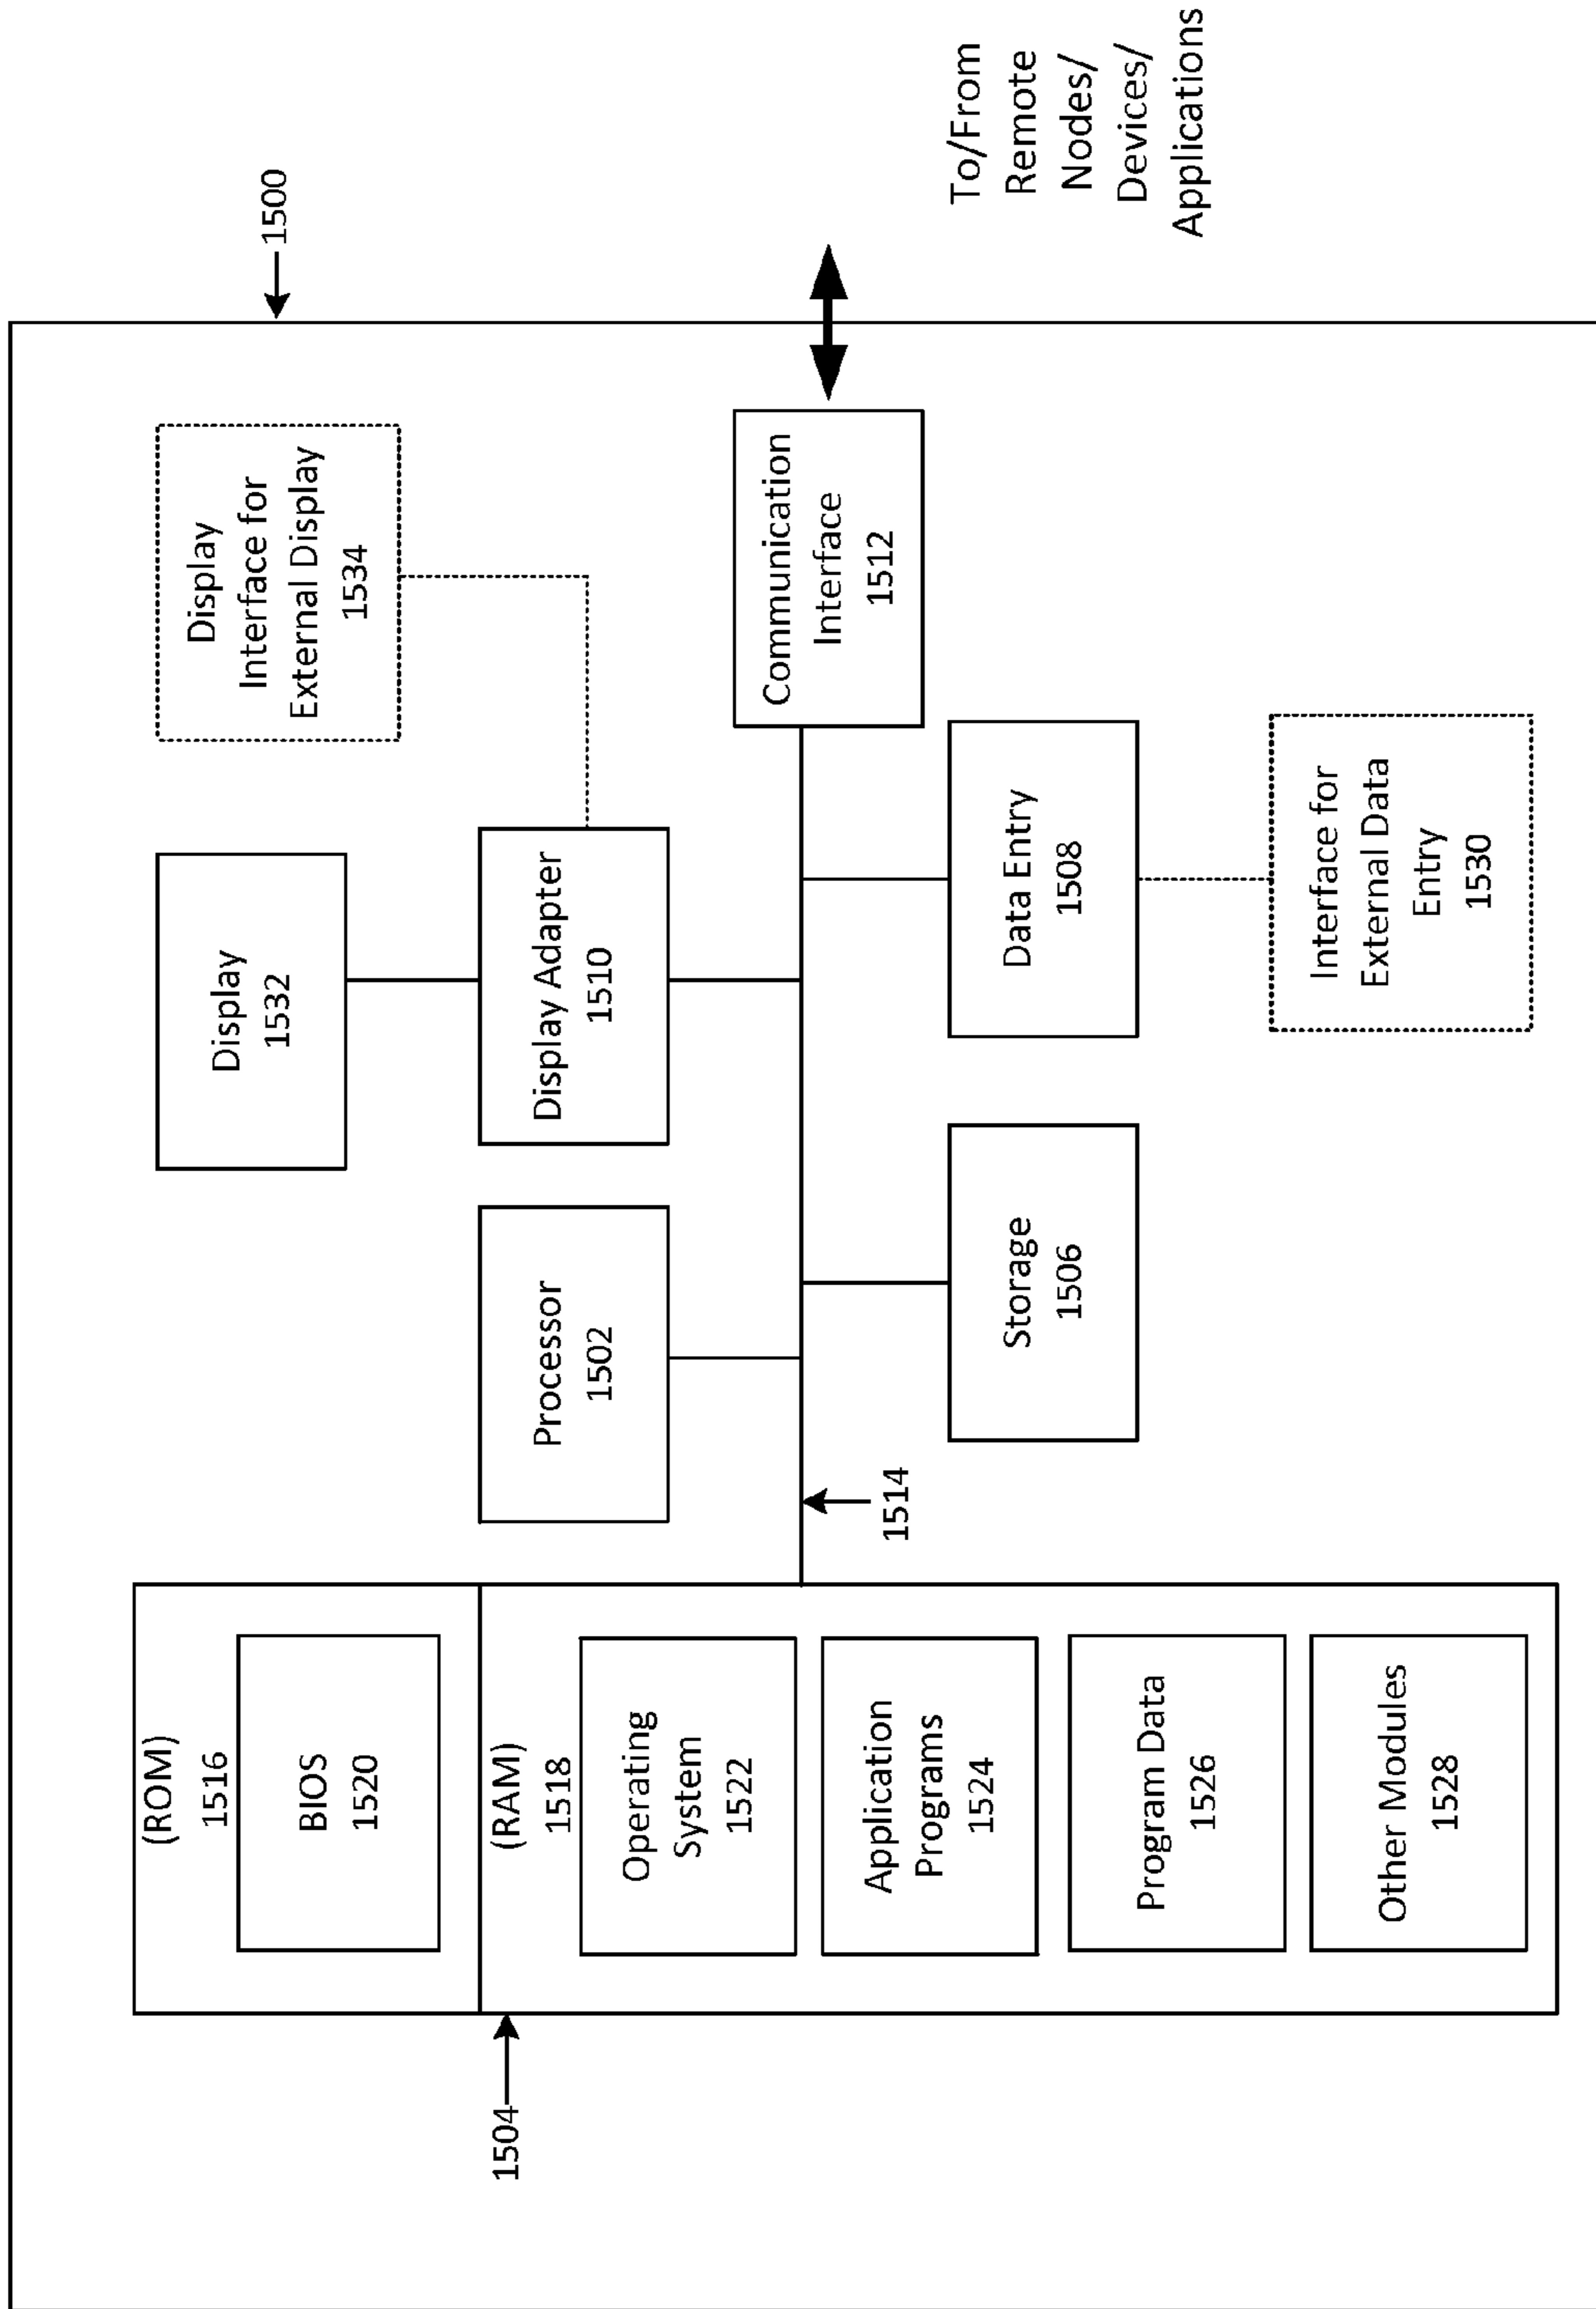 1500
(ROM)
1516
BIOS
1520
1504
(RAM)
1518
Operating
System
1522
Application
Programs
1524
Program Data
1526
Other Modules
1528
1514
Processor
1502
Storage
1506
Display
1532
Display Adapter
1510
Data Entry
1508
Interface for
External Data
Entry
1530
Display
Interface for
External Display
1534
Communication
Interface
1512
To/From
Remote
Nodes/
Devices/
Applications